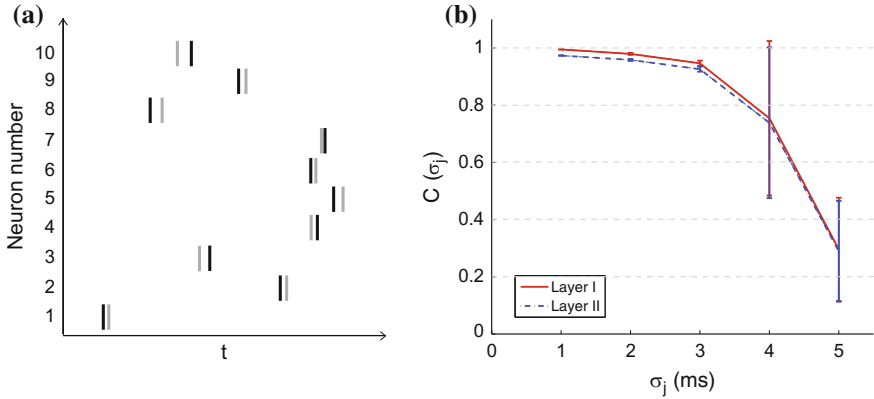 (a)
Neuron number
10
9
8
7
6
5
4
3
2
1
t
(b)
C (σj)
1
0.8
0.6
0.4
0.2
0
Layer I
Layer II
0 1 2 3 4 5
σj (ms)